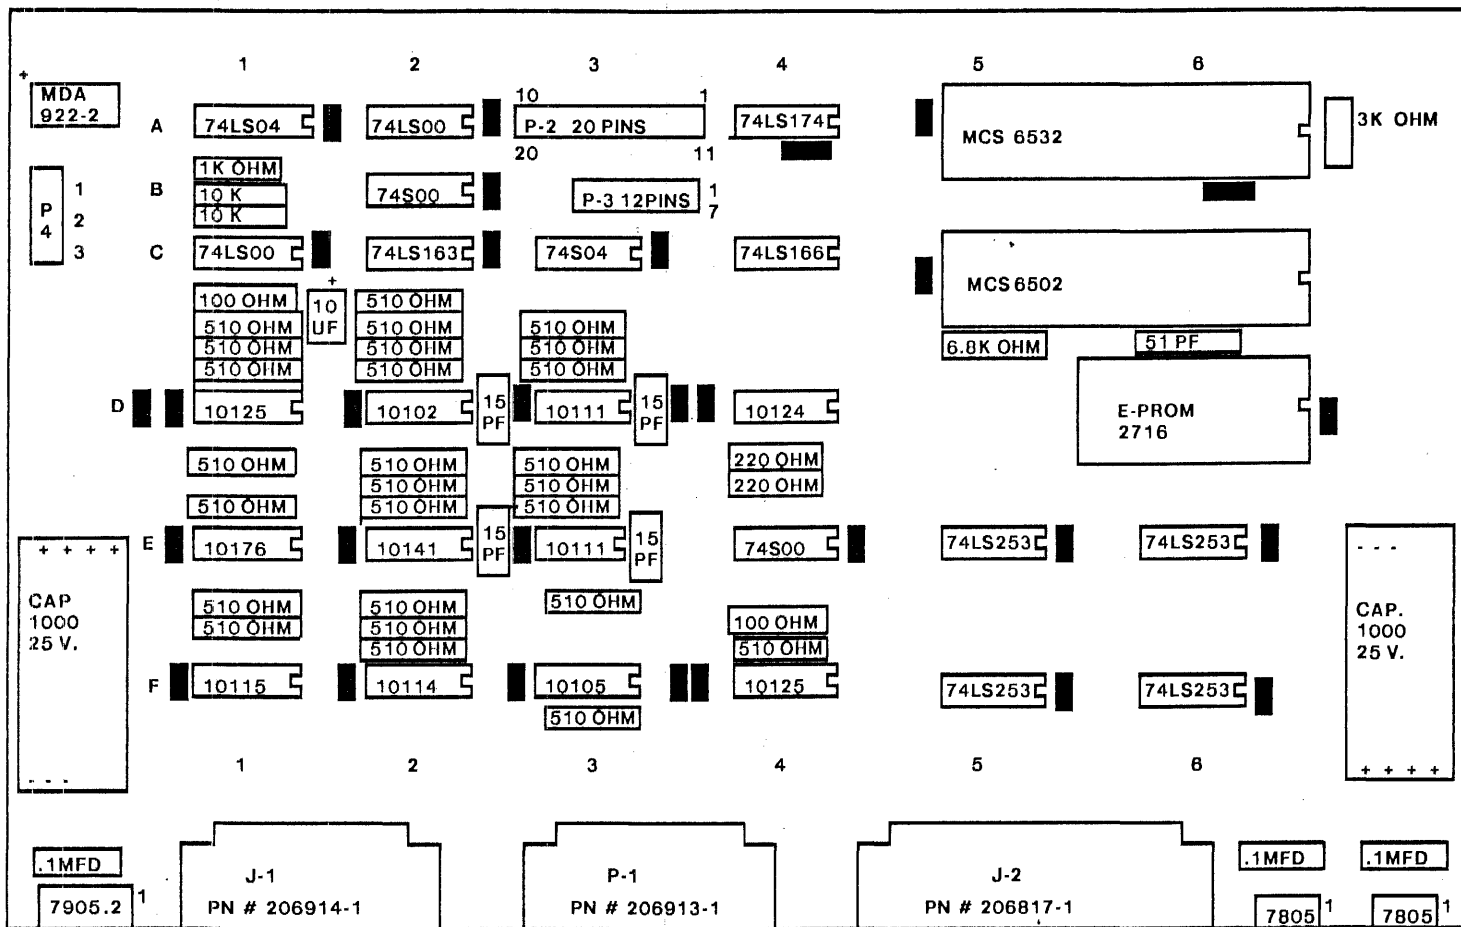 1 2 3 4 5 6
+
MDA
922-2
A
74LS04
74LS00
10 1
P-2 20 PINS
20 11
74LS174
MCS 6532
3K OHM
P
4
1
2
3
B
1K OHM
10 K
10 K
74S00
P-3 12PINS
1
7
C
74LS00
74LS163
74S04
74LS166
MCS 6502
100 OHM
510 OHM
510 OHM
510 OHM
+
10
UF
510 OHM
510 OHM
510 OHM
510 OHM
510 OHM
510 OHM
510 OHM
6.8K OHM
51 PF
D
10125
10102
15
PF
10111
15
PF
10124
E-PROM
2716
510 OHM
510 OHM
510 OHM
510 OHM
510 OHM
510 OHM
510 OHM
510 OHM
220 OHM
220 OHM
E
10176
10141
15
PF
10111
15
PF
74S00
74LS253
74LS253
+ + + +
CAP
1000
25 V.
- - -
510 OHM
510 OHM
510 OHM
510 OHM
510 OHM
510 OHM
100 OHM
510 OHM
- - -
CAP.
1000
25 V.
+ + + +
F
10115
10114
10105
10125
74LS253
74LS253
510 OHM
1 2 3 4 5 6
.1MFD
7905.2
1
J-1
PN # 206914-1
P-1
PN # 206913-1
J-2
PN # 206817-1
.1MFD
7805
1
.1MFD
7805
1